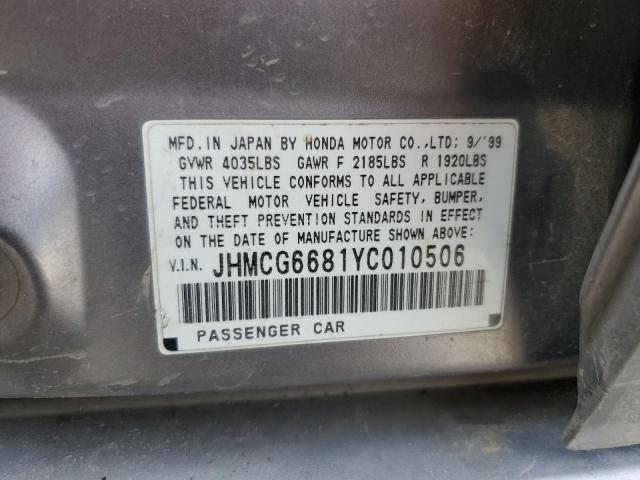 MFD. IN JAPAN BY HONDA MOTOR CO.,LTD; 9/'99
GVWR 4035LBS GAWR F 2185LBS R 1920LBS
THIS VEHICLE CONFORMS TO ALL APPLICABLE
FEDERAL MOTOR VEHICLE SAFETY, BUMPER,
AND THEFT PREVENTION STANDARDS IN EFFECT
ON THE DATE OF MANUFACTURE SHOWN ABOVE:
V.I.N. JHMCG6681YC010506
PASSENGER CAR